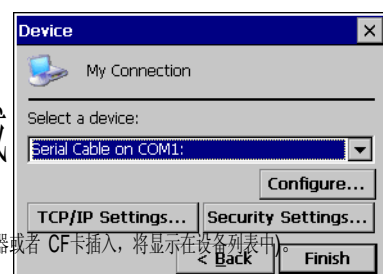 Device
My Connection
Select a device:
Serial Cable on COM1:
Configure...
TCP/IP Settings...
Security Settings...
器或者 CF卡插入，将显示在设备列表中)。
< Back
Finish